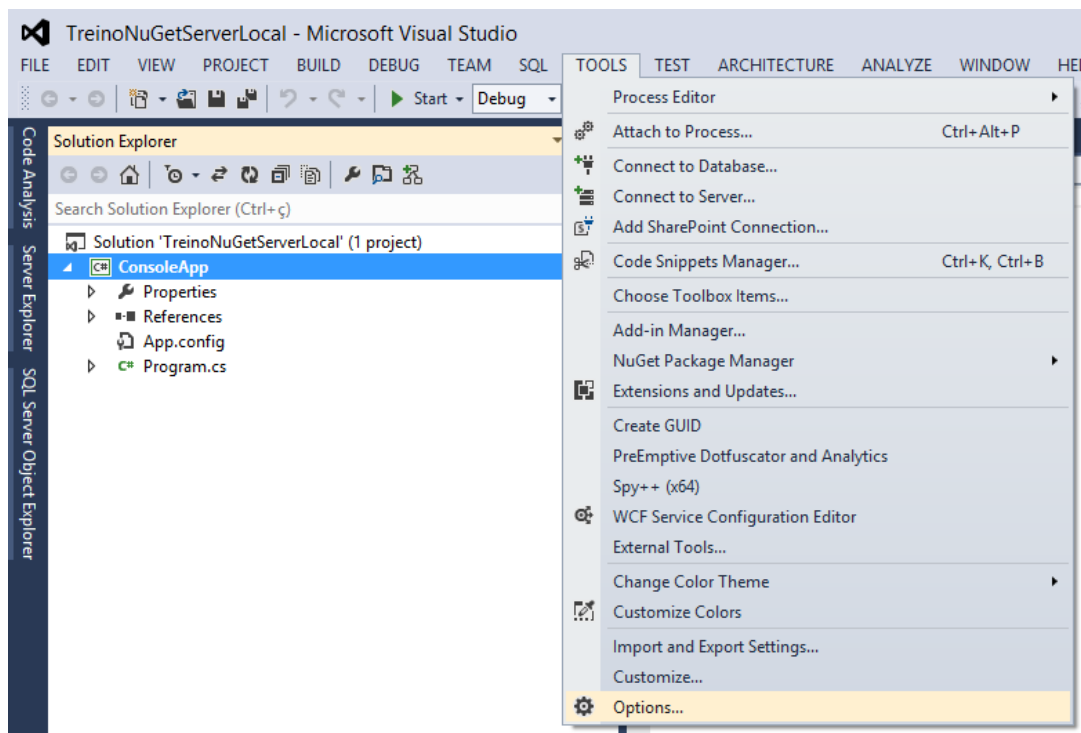 TreinoNuGetServerLocal - Microsoft Visual Studio
FILE EDIT VIEW PROJECT BUILD DEBUG TEAM SQL TOOLS TEST ARCHITECTURE ANALYZE WINDOW HE
Start Debug
Code Analysis
Server Explorer
SQL Server Object Explorer
Solution Explorer
Search Solution Explorer (Ctrl+ç)
Solution 'TreinoNuGetServerLocal' (1 project)
C# ConsoleApp
Properties
References
App.config
C# Program.cs
Process Editor
Attach to Process... Ctrl+Alt+P
Connect to Database...
Connect to Server...
Add SharePoint Connection...
Code Snippets Manager... Ctrl+K, Ctrl+B
Choose Toolbox Items...
Add-in Manager...
NuGet Package Manager
Extensions and Updates...
Create GUID
PreEmptive Dotfuscator and Analytics
Spy++ (x64)
WCF Service Configuration Editor
External Tools...
Change Color Theme
Customize Colors
Import and Export Settings...
Customize...
Options...